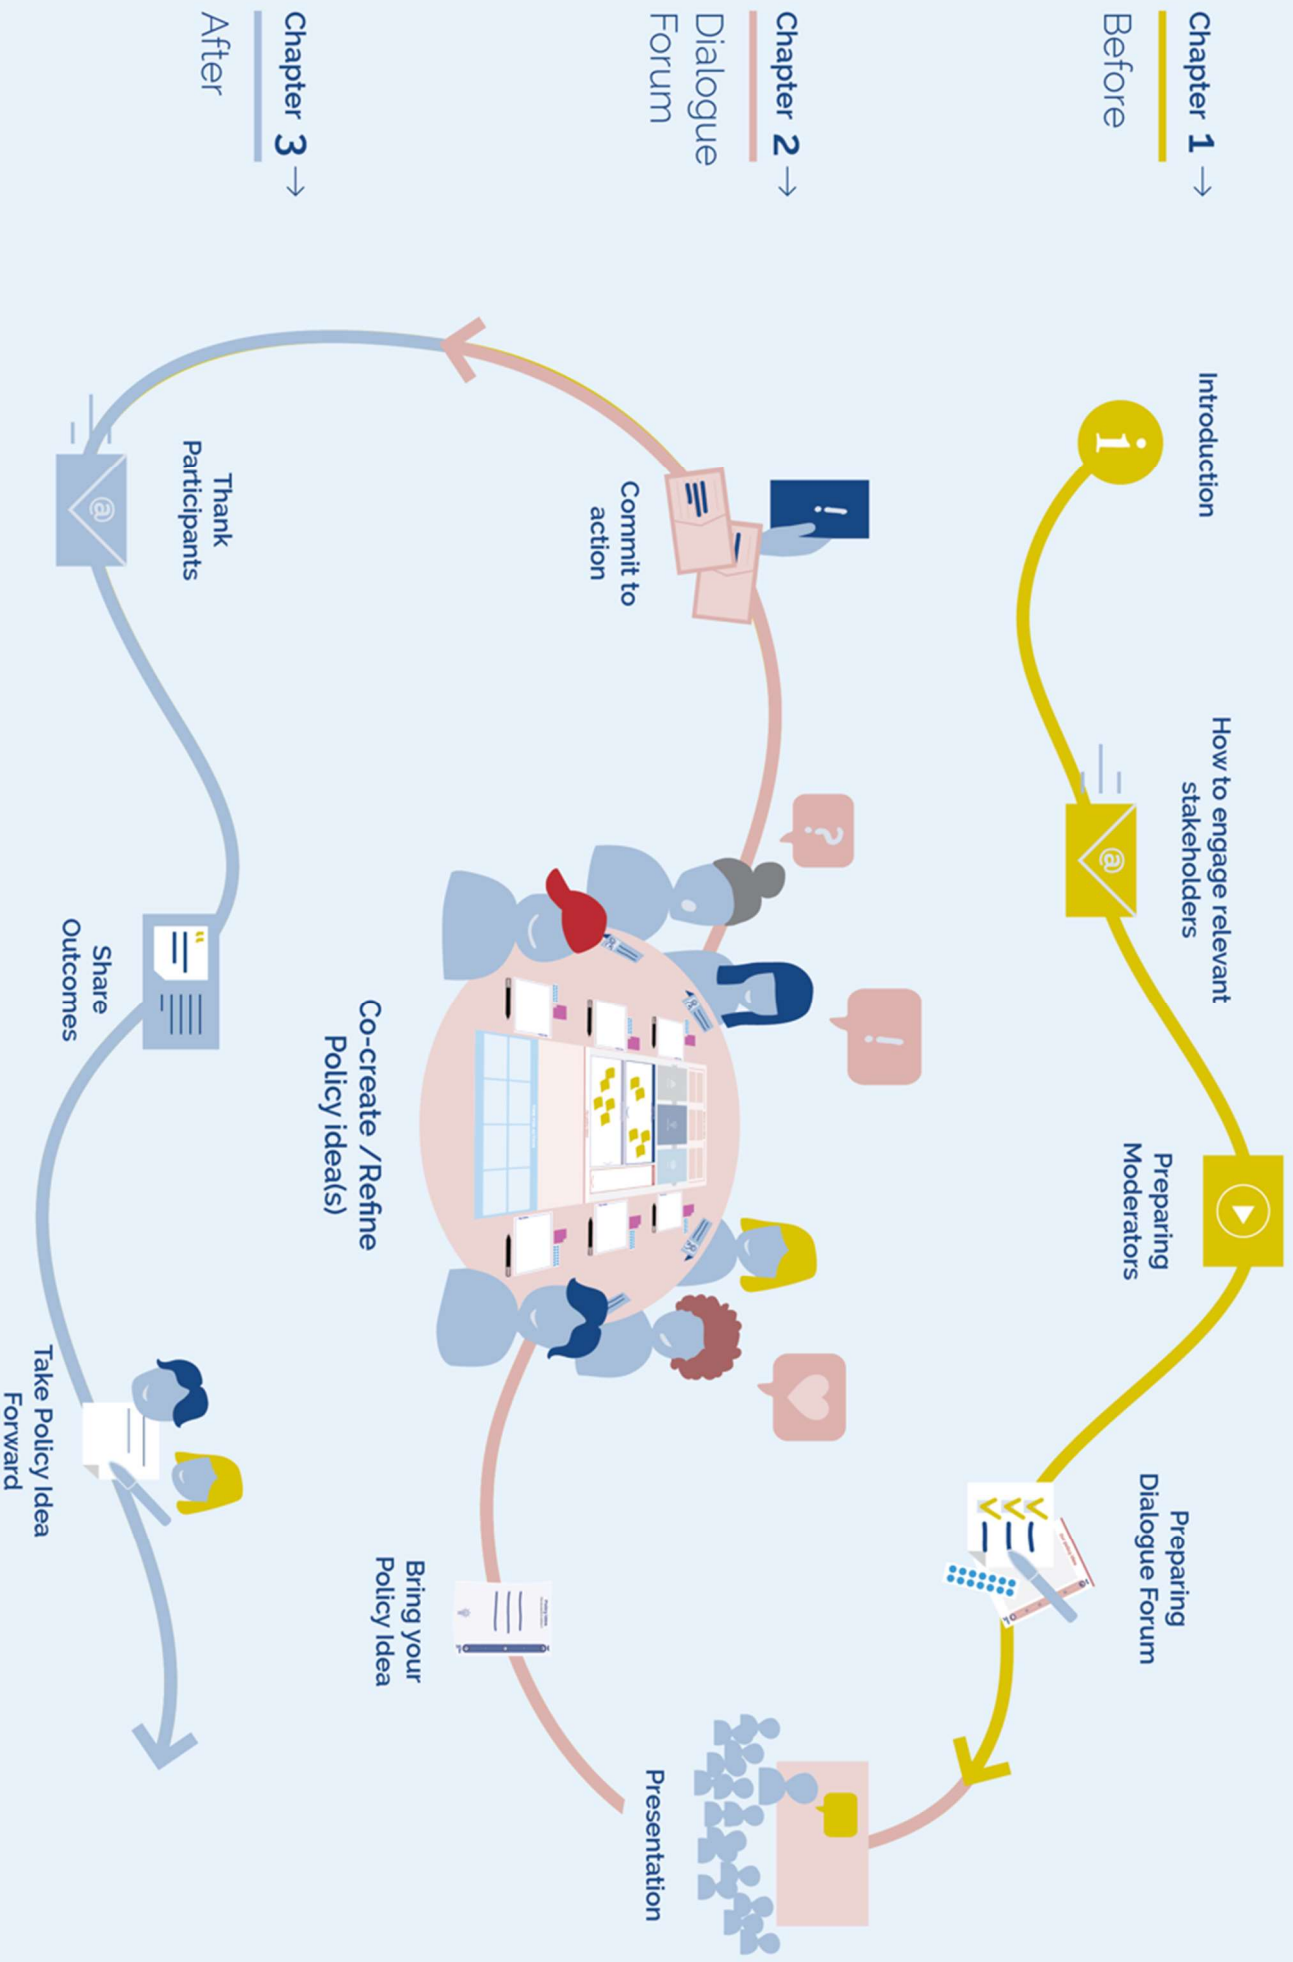 Chapter 1 →
Before
Introduction
i
How to engage relevant
stakeholders
@
Preparing
Moderators
Preparing
Dialogue Forum
Chapter 2 →
Dialogue
Forum
Presentation
Bring your
Policy Idea
Co-create /Refine
Policy idea(s)
?
!
Commit to
action
!
Chapter 3 →
After
Thank
Participants
@
Share
Outcomes
Take Policy Idea
Forward